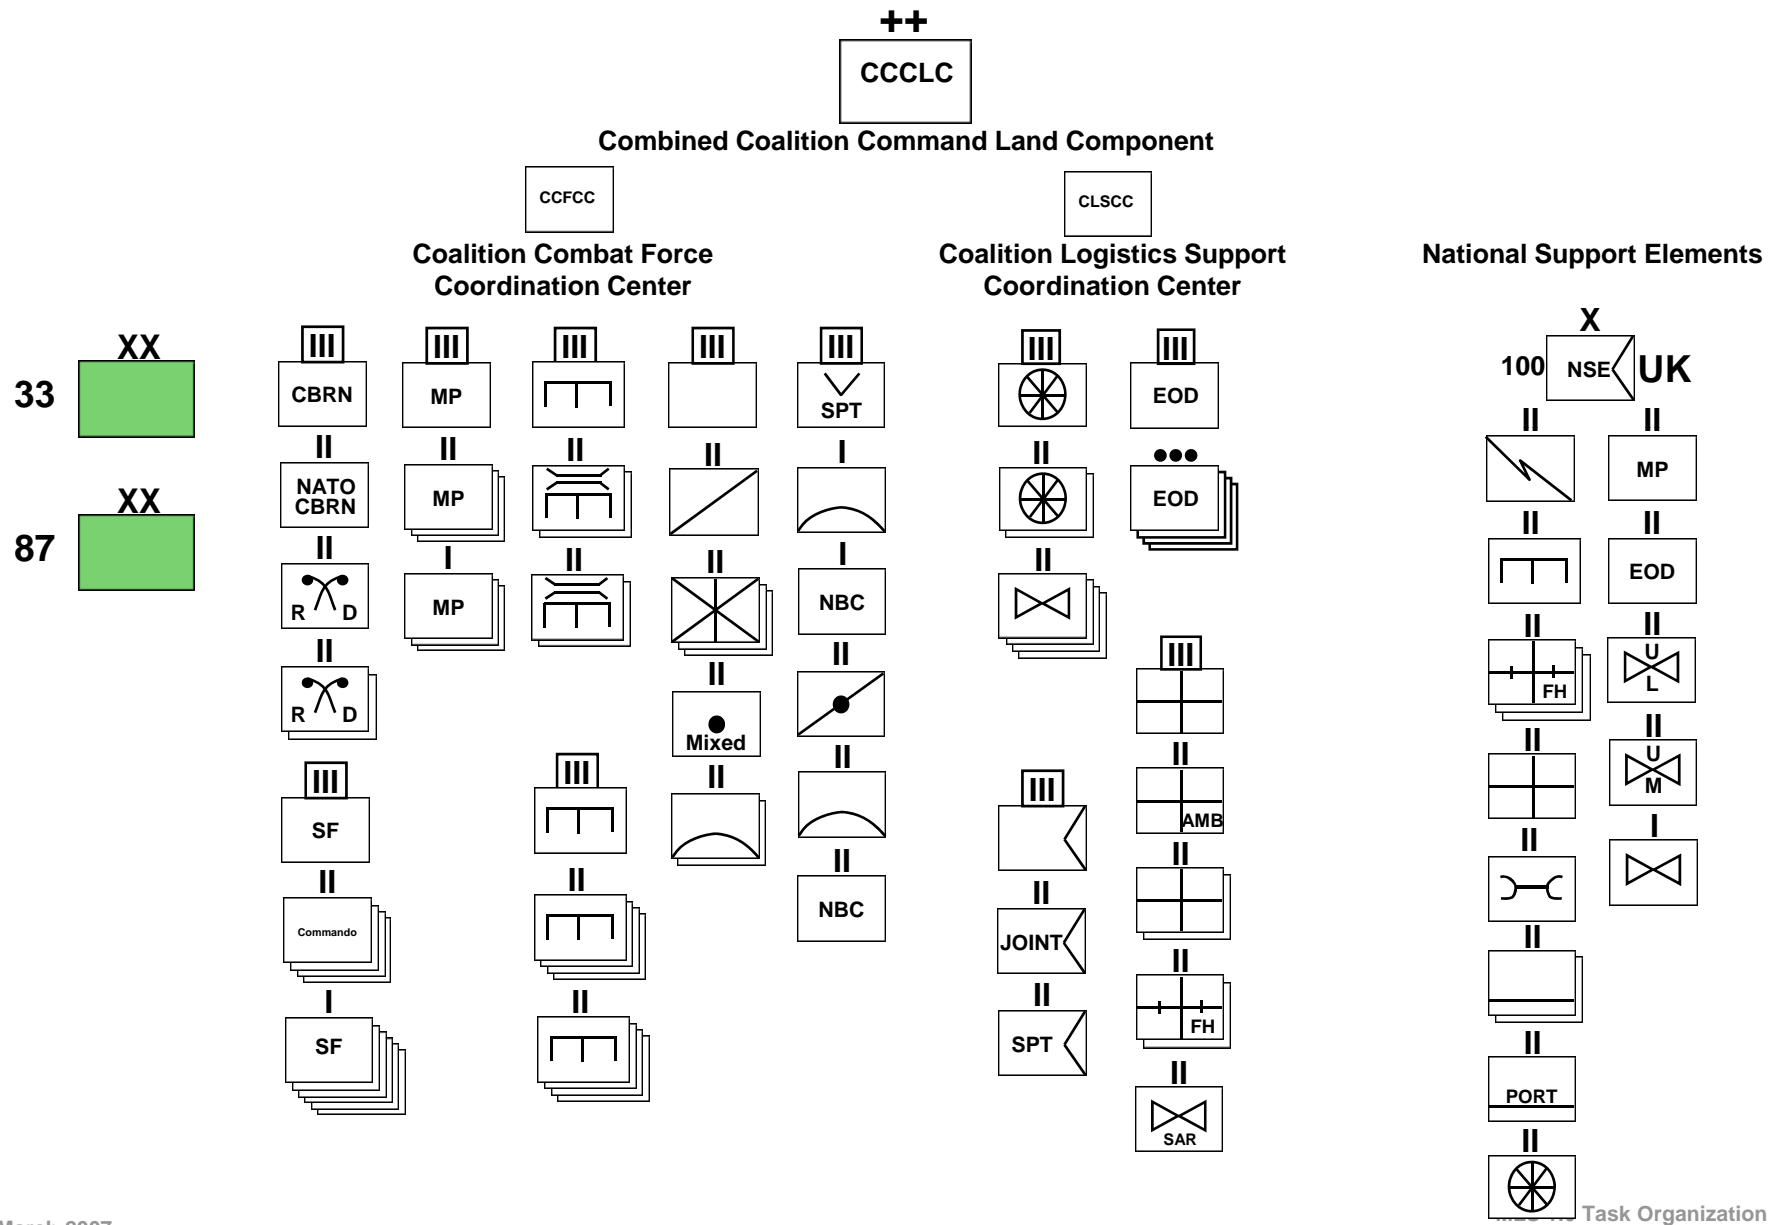 ++
CCCLC
Combined Coalition Command Land Component
CCFCC
Coalition Combat Force
Coordination Center
CLSCC
Coalition Logistics Support
Coordination Center
National Support Elements
33
XX
87
XX
III
CBRN
II
NATO
CBRN
II
R D
II
R D
III
SF
II
Commando
I
SF
III
MP
II
MP
I
MP
III
II
II
III
II
II
III
II
II
II
Mixed
II
III
SPT
I
I
NBC
II
II
II
NBC
III
II
II
III
EOD
EOD
III
II
JOINT
II
SPT
III
II
AMB
II
II
FH
II
SAR
X
100
NSE
UK
II
II
II
FH
II
II
II
II
PORT
II
II
MP
II
EOD
II
U
L
II
U
M
I
Task Organization